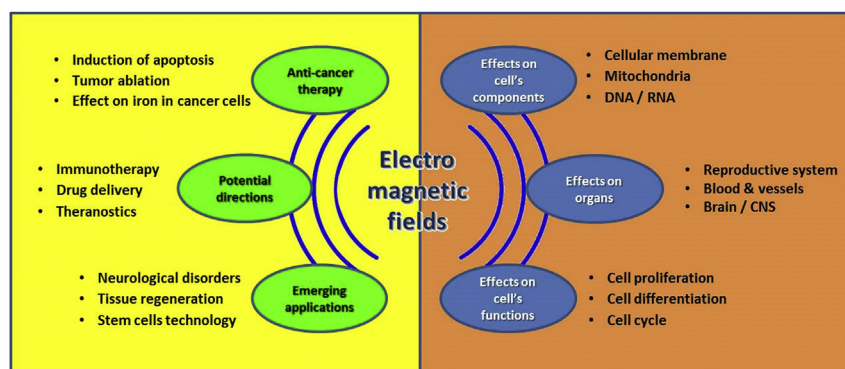 Induction of apoptosis
Tumor ablation
Effect on iron in cancer cells
Anti-cancer
therapy
Immunotherapy
Drug delivery
Theranostics
Potential
directions
Neurological disorders
Tissue regeneration
Stem cells technology
Emerging
applications
Electro
magnetic
fields
Effects on
cell's
components
Cellular membrane
Mitochondria
DNA / RNA
Effects on
organs
Reproductive system
Blood & vessels
Brain / CNS
Effects on
cell's
functions
Cell proliferation
Cell differentiation
Cell cycle